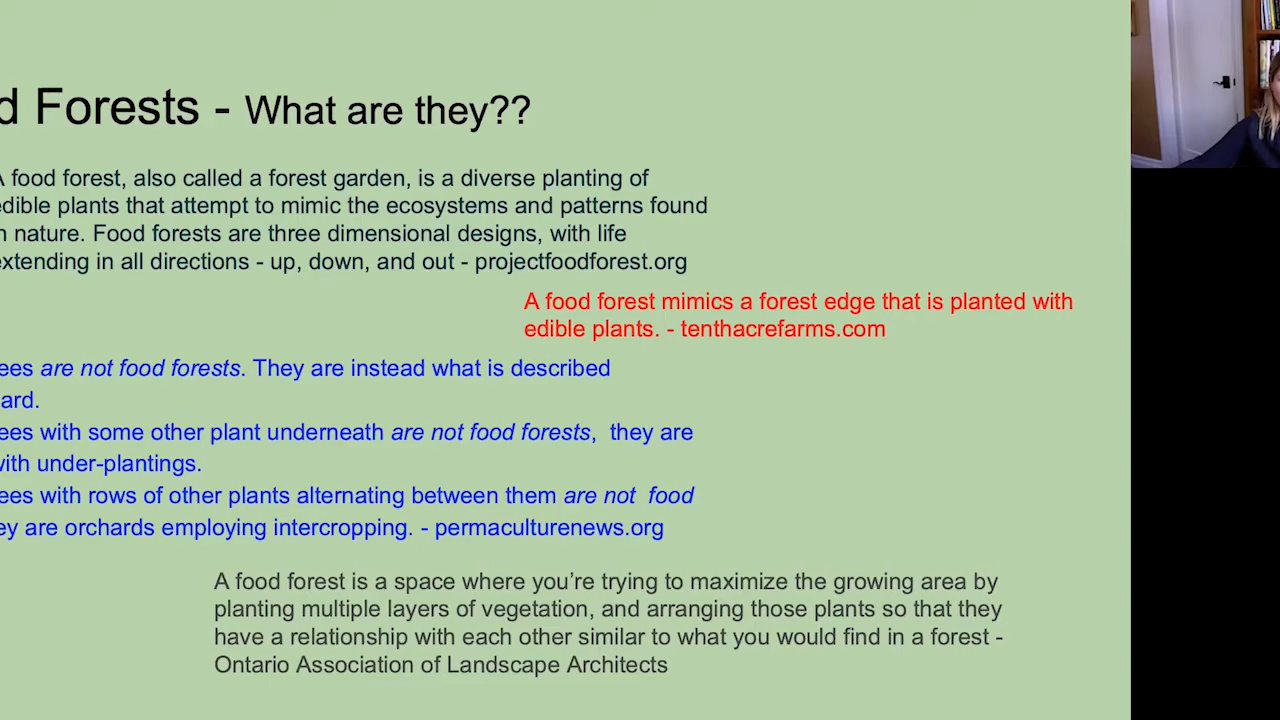 d Forests - What are they??
A food forest, also called a forest garden, is a diverse planting of
edible plants that attempt to mimic the ecosystems and patterns found
n nature. Food forests are three dimensional designs, with life
extending in all directions - up, down, and out - projectfoodforest.org
A food forest mimics a forest edge that is planted with
edible plants. - tenthacrefarms.com
ees are not food forests. They are instead what is described
ard.
ees with some other plant underneath are not food forests,  they are
with under-plantings.
ees with rows of other plants alternating between them are not  food
ey are orchards employing intercropping. - permaculturenews.org
A food forest is a space where you’re trying to maximize the growing area by
planting multiple layers of vegetation, and arranging those plants so that they
have a relationship with each other similar to what you would find in a forest -
Ontario Association of Landscape Architects